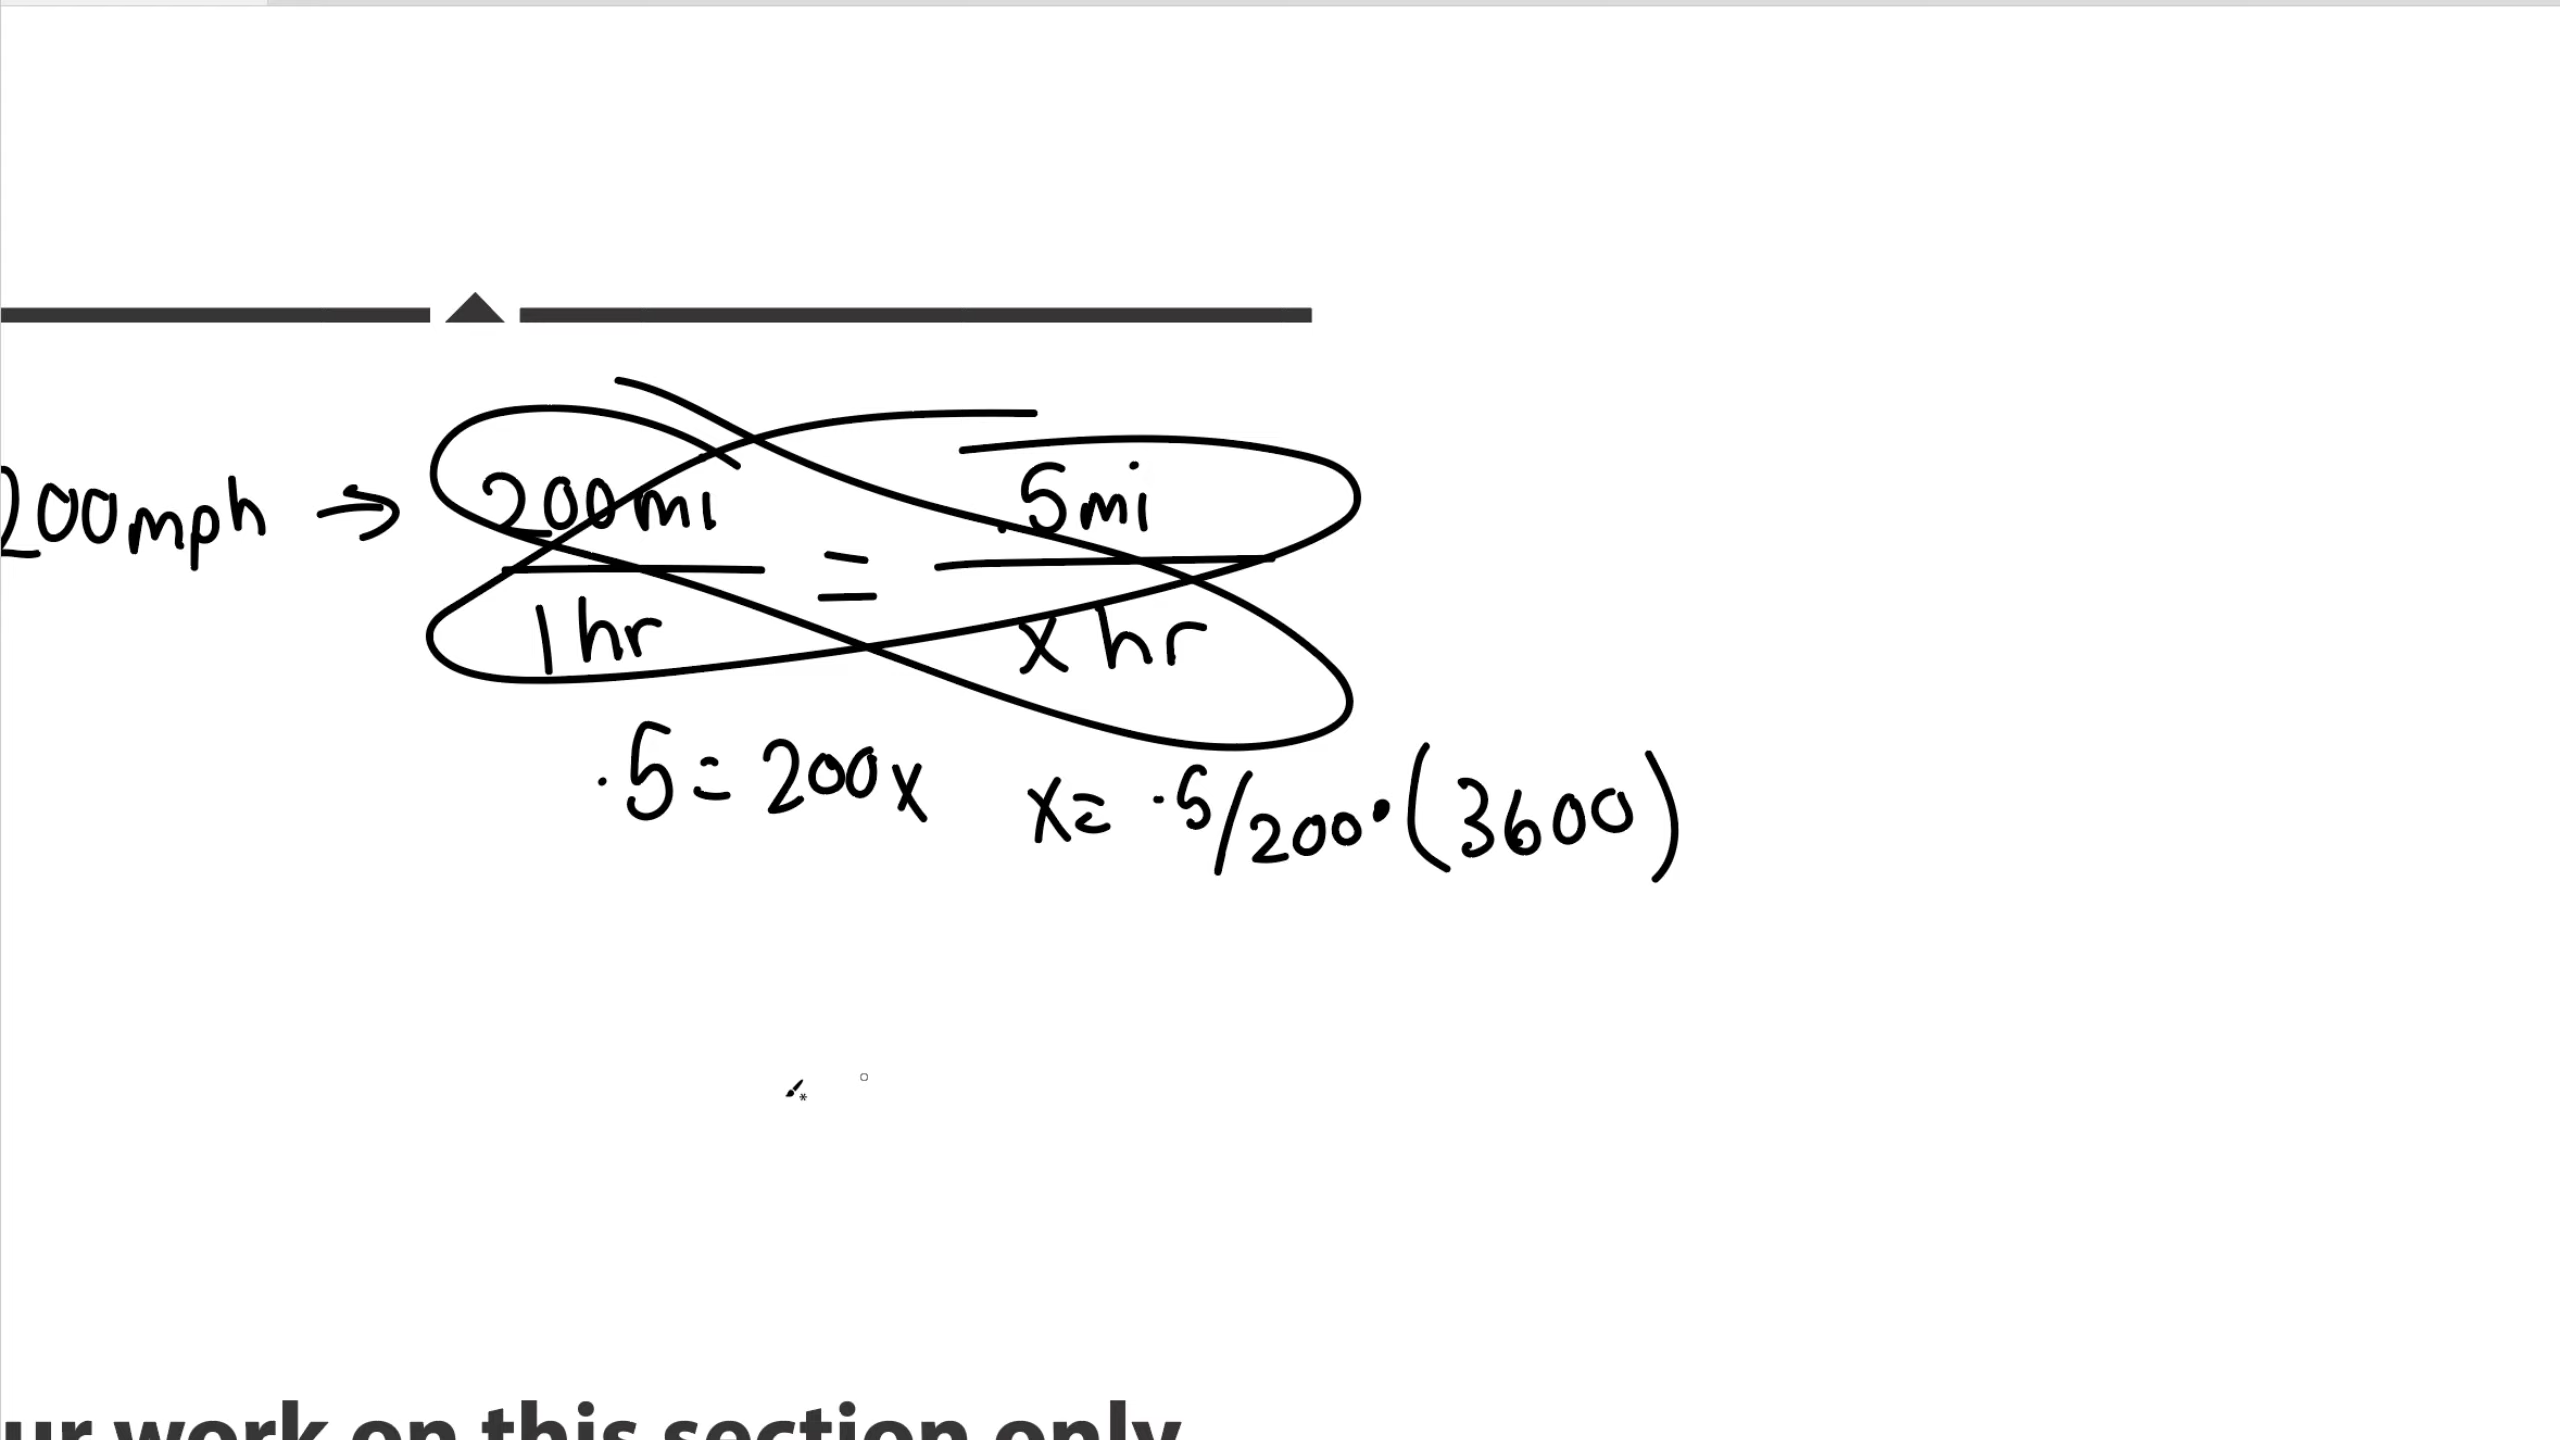 200mph → 200mi = .5mi
1hr x hr
.5 = 200x x = .5/200 · (3600)
ur work on this section only